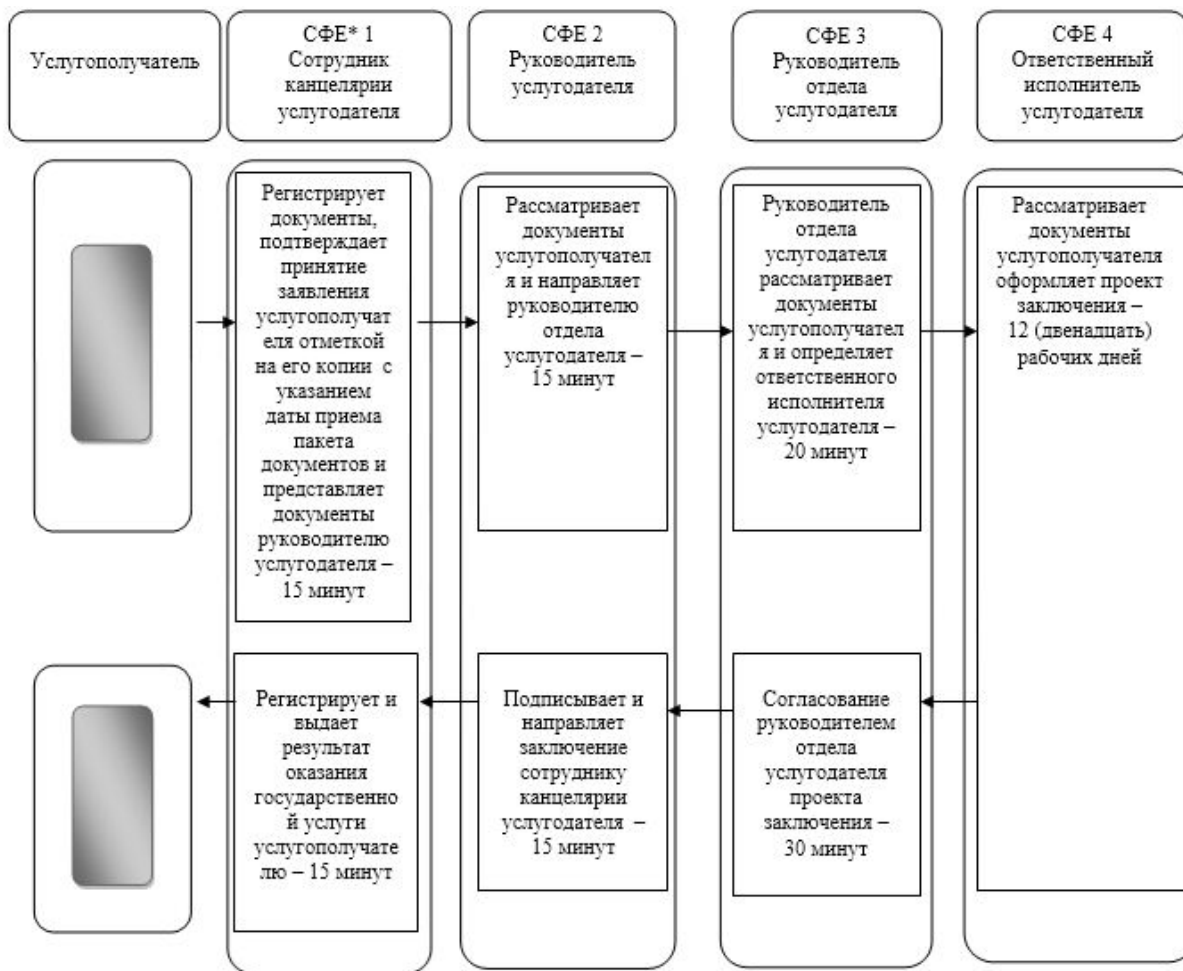 Услугополучатель
СФЕ* 1
Сотрудник
канцелярии
услугодателя
СФЕ 2
Руководитель
услугодателя
СФЕ 3
Руководитель
отдела
услугодателя
СФЕ 4
Ответственный
исполнитель
услугодателя
Регистрирует
документы,
подтверждает
принятие
заявления
услугополучат
еля отметкой
на его копии с
указанием
даты приема
пакета
документов и
представляет
документы
руководителю
услугодателя –
15 минут
Рассматривает
документы
услугополучател
я и направляет
руководителю
отдела
услугодателя –
15 минут
Руководитель
отдела
услугодателя
рассматривает
документы
услугополучател
я и определяет
ответственного
исполнителя
услугодателя –
20 минут
Рассматривает
документы
услугополучателя
оформляет проект
заключения –
12 (двенадцать)
рабочих дней
Регистрирует и
выдает
результат
оказания
государственно
й услуги
услугополучате
лю – 15 минут
Подписывает и
направляет
заключение
сотруднику
канцелярии
услугодателя –
15 минут
Согласование
руководителем
отдела
услугодателя
проекта
заключения –
30 минут